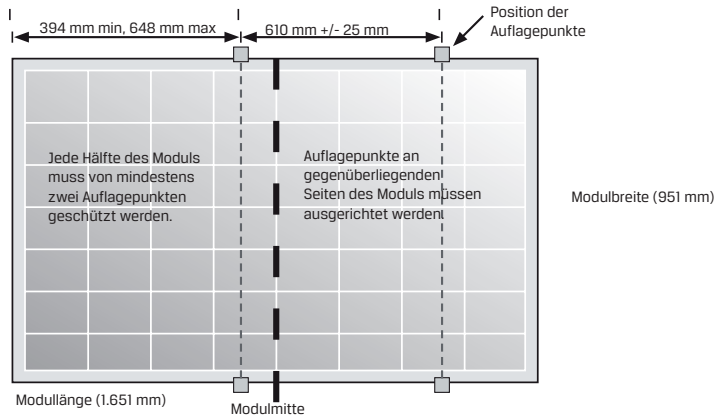 394 mm min, 648 mm max
610 mm +/- 25 mm
Position der
Auflagepunkte
Jede Hälfte des Moduls
muss von mindestens
zwei Auflagepunkten
geschützt werden.
Auflagepunkte an
gegenüberliegenden
Seiten des Moduls müssen
ausgerichtet werden.
Modulbreite (951 mm)
Modullänge (1.651 mm)
Modulmitte